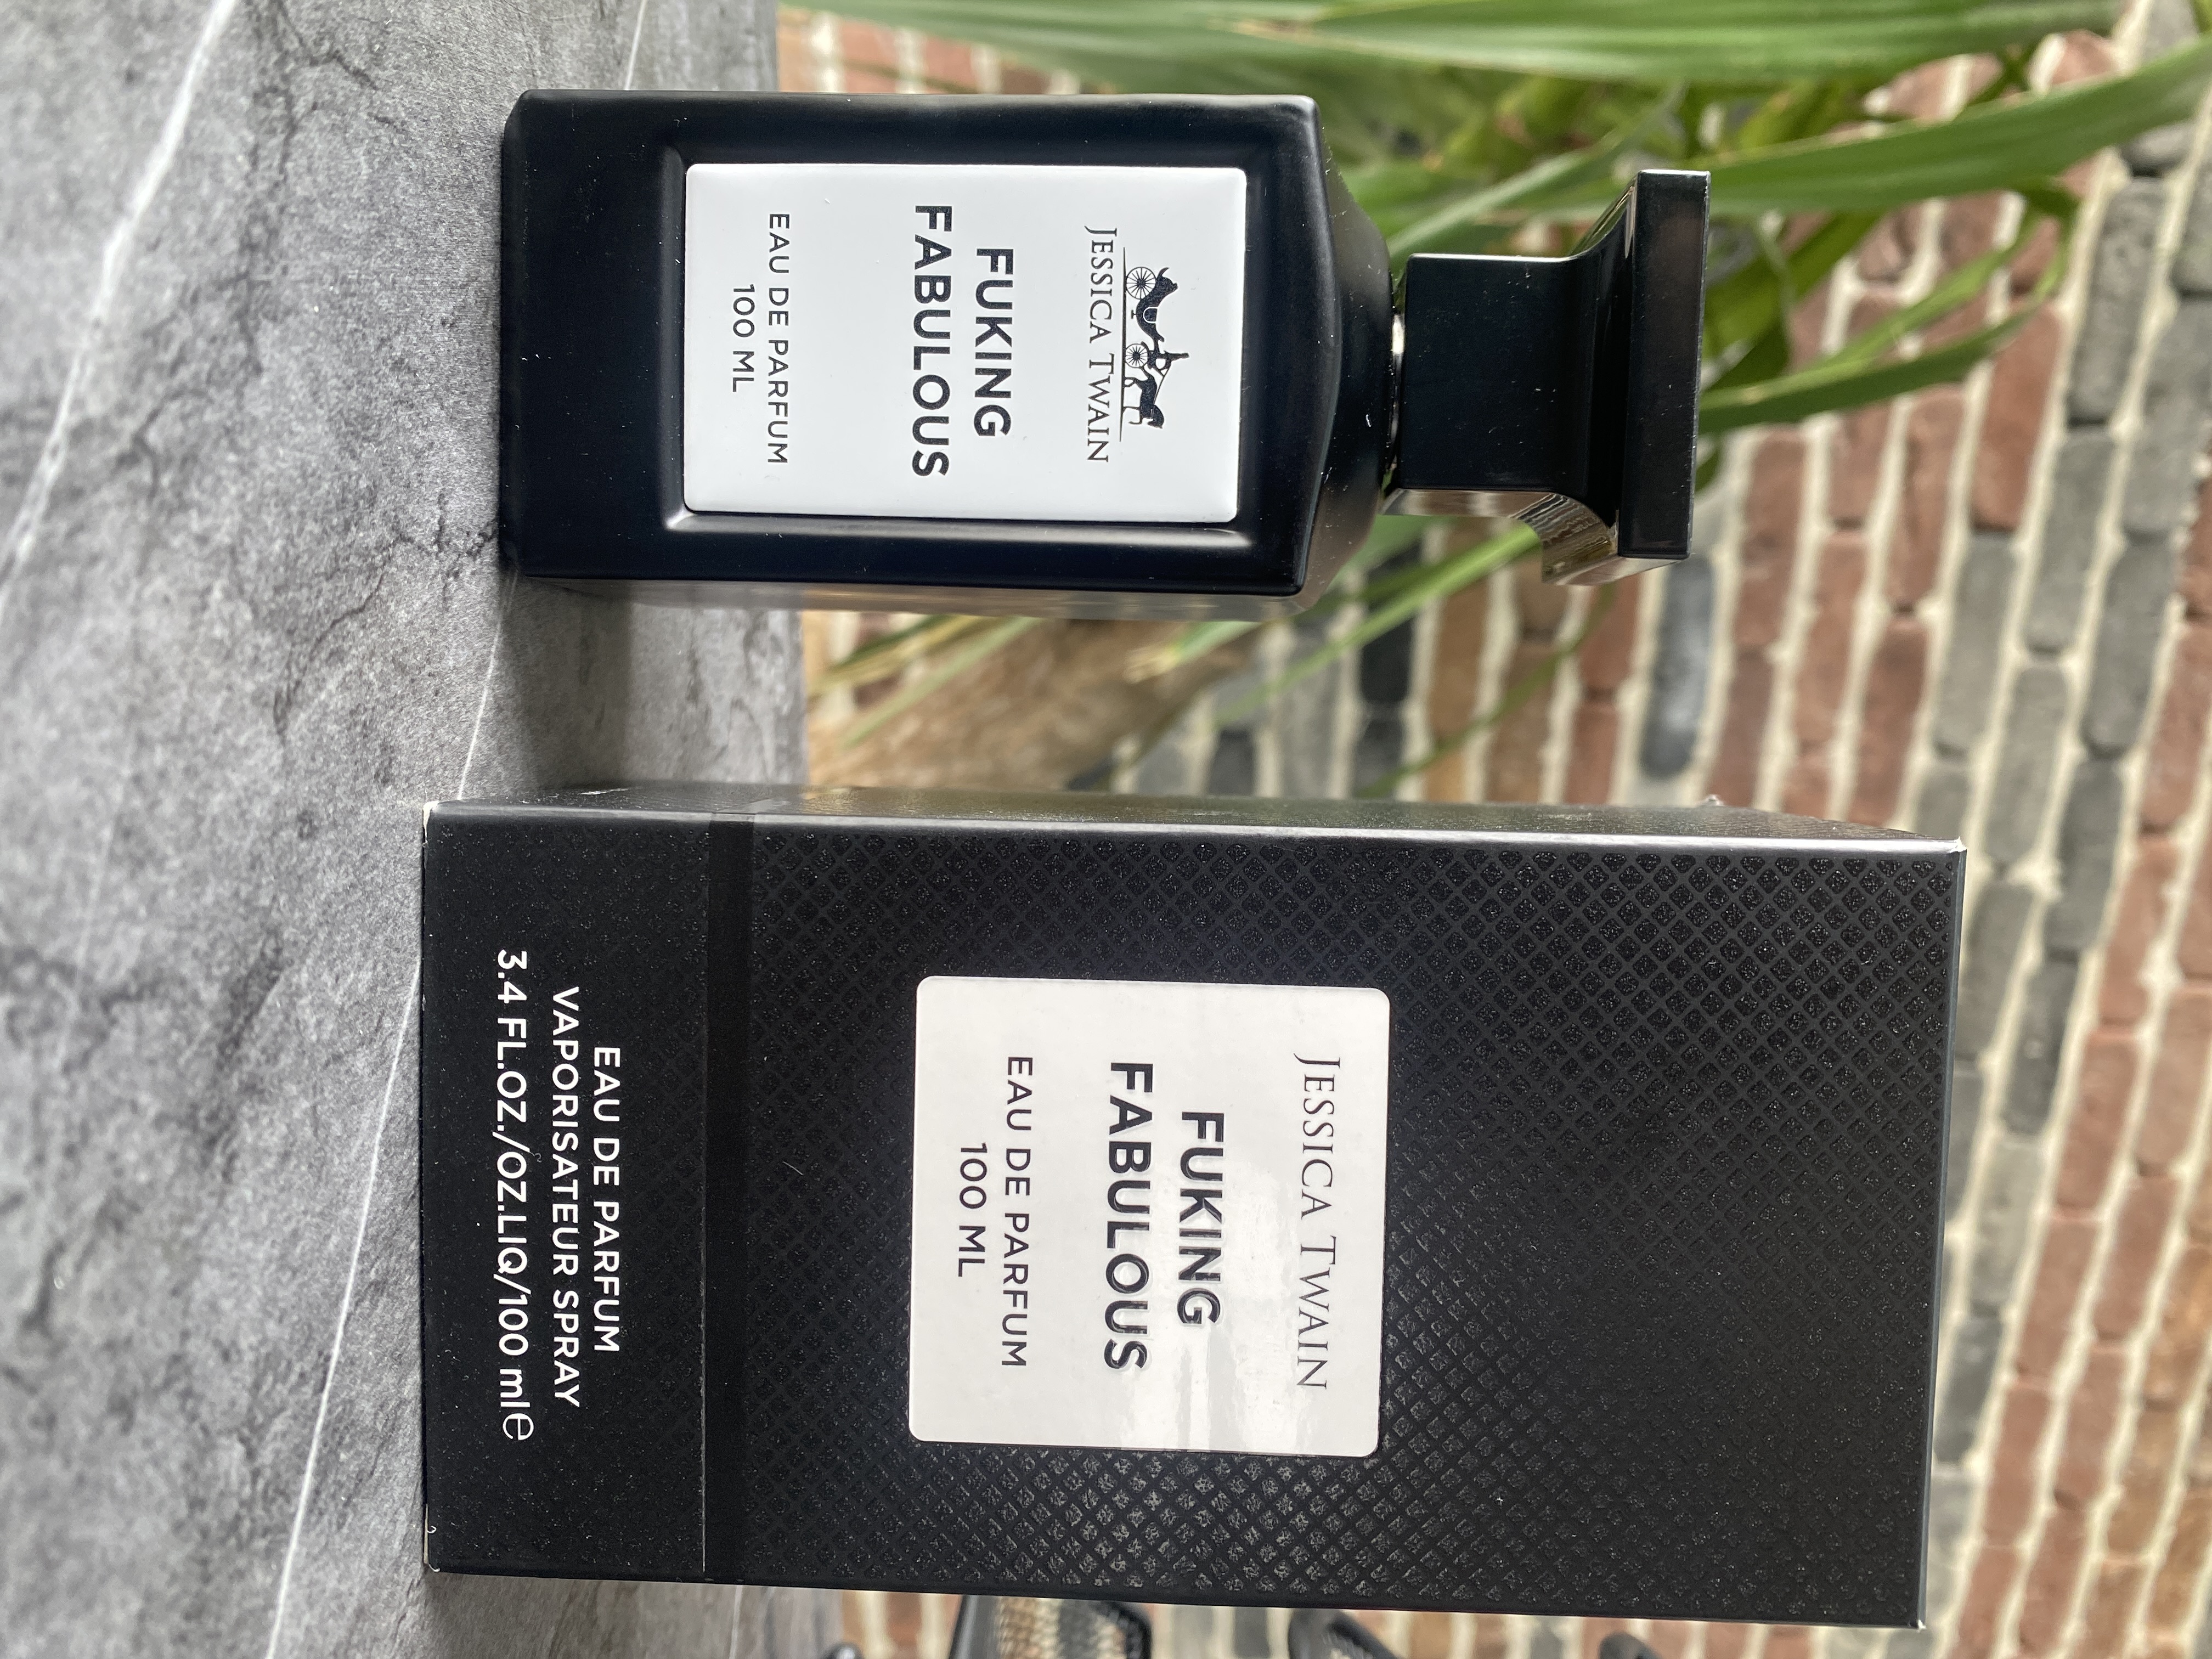 JESSICA TWAIN
FUKING
FABULOUS
EAU DE PARFUM
100 ML
JESSICA TWAIN
FUKING
FABULOUS
EAU DE PARFUM
100 ML
EAU DE PARFUM
VAPORISATEUR SPRAY
3.4 FL.OZ./OZ.LIQ/100 ml℮